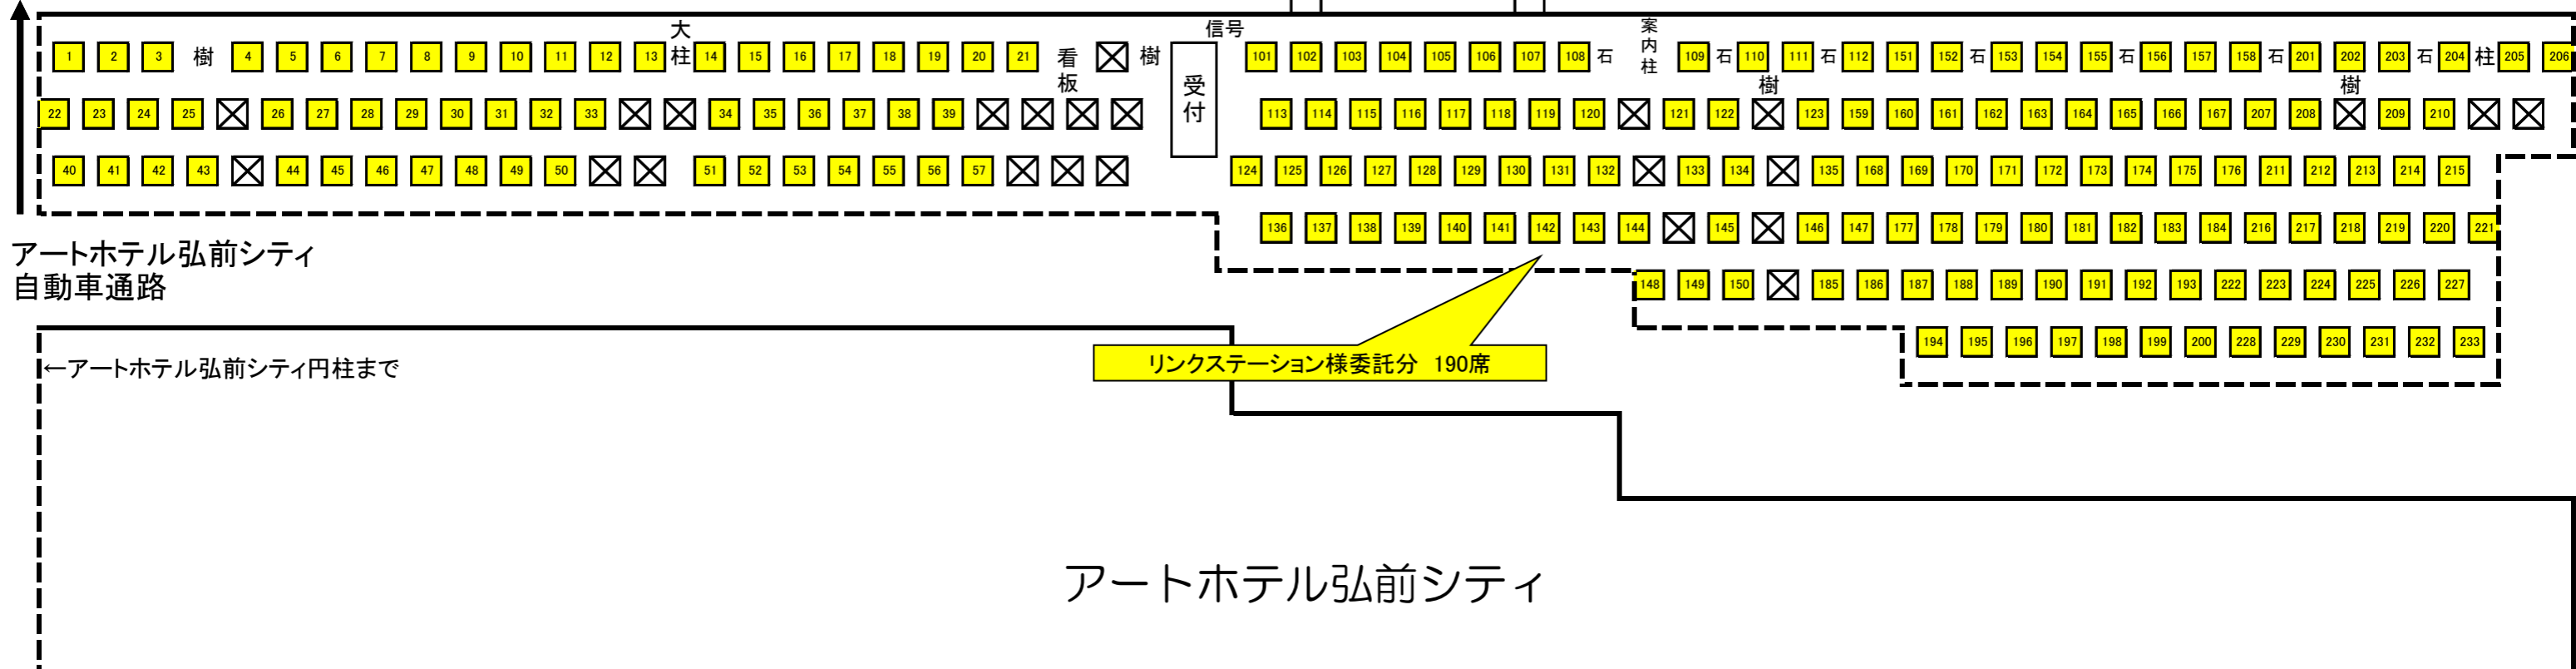 大柱
信号
案内柱
1 2 3 樹 4 5 6 7 8 9 10 11 12 13 14 15 16 17 18 19 20 21 看板 樹 受付 101 102 103 104 105 106 107 108 石 109 石 110 111 石 112 151 152 石 153 154 155 石 156 157 158 石 201 202 203 石 204 柱 205 206
樹 樹
22 23 24 25 26 27 28 29 30 31 32 33 34 35 36 37 38 39 113 114 115 116 117 118 119 120 121 122 123 159 160 161 162 163 164 165 166 167 207 208 209 210
40 41 42 43 44 45 46 47 48 49 50 51 52 53 54 55 56 57 124 125 126 127 128 129 130 131 132 133 134 135 168 169 170 171 172 173 174 175 176 211 212 213 214 215
136 137 138 139 140 141 142 143 144 145 146 147 177 178 179 180 181 182 183 184 216 217 218 219 220 221
アートホテル弘前シティ
自動車通路
148 149 150 185 186 187 188 189 190 191 192 193 222 223 224 225 226 227
194 195 196 197 198 199 200 228 229 230 231 232 233
←アートホテル弘前シティ円柱まで
リンクステーション様委託分 190席
アートホテル弘前シティ